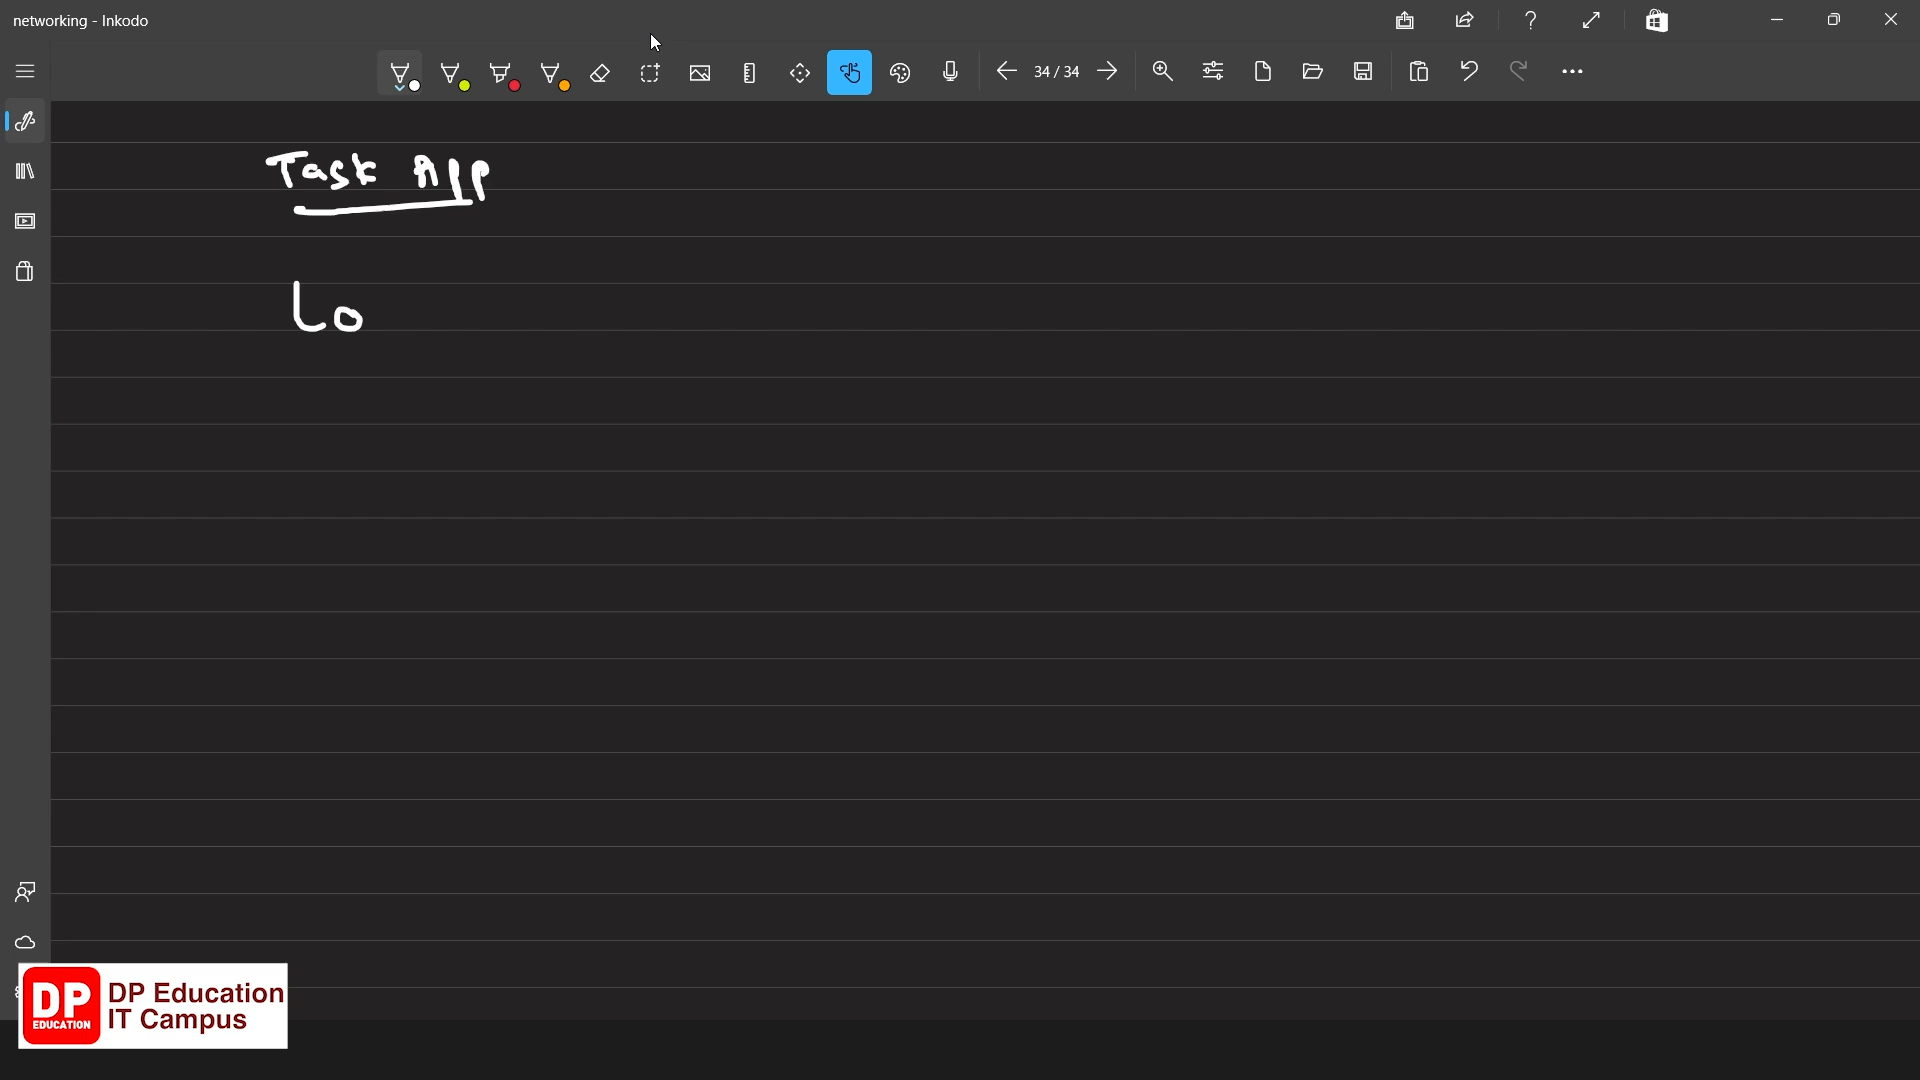 networking - Inkodo
34 / 34
Task App
Lo
DP
EDUCATION
DP Education
IT Campus